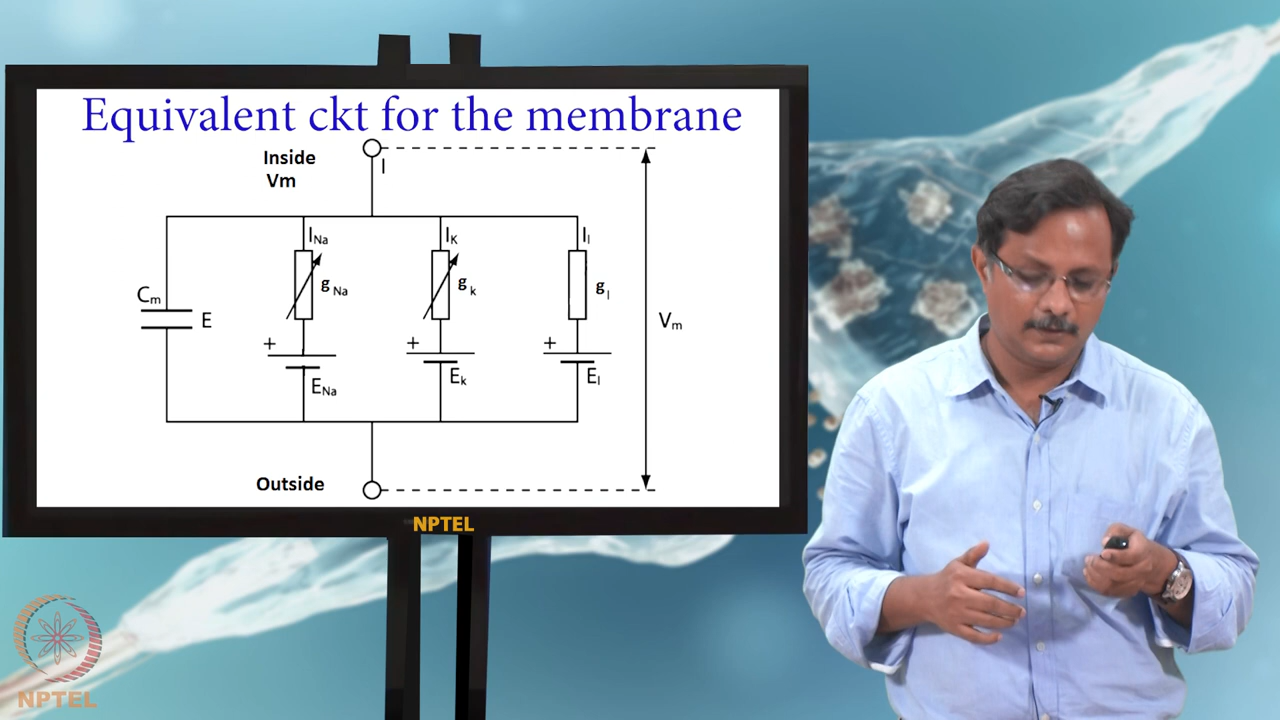 Equivalent ckt for the membrane
Inside
Vm
I
INa
IK
Il
gNa
gk
gl
Cm
E
Vm
+
+
+
ENa
Ek
El
Outside
NPTEL
NPTEL